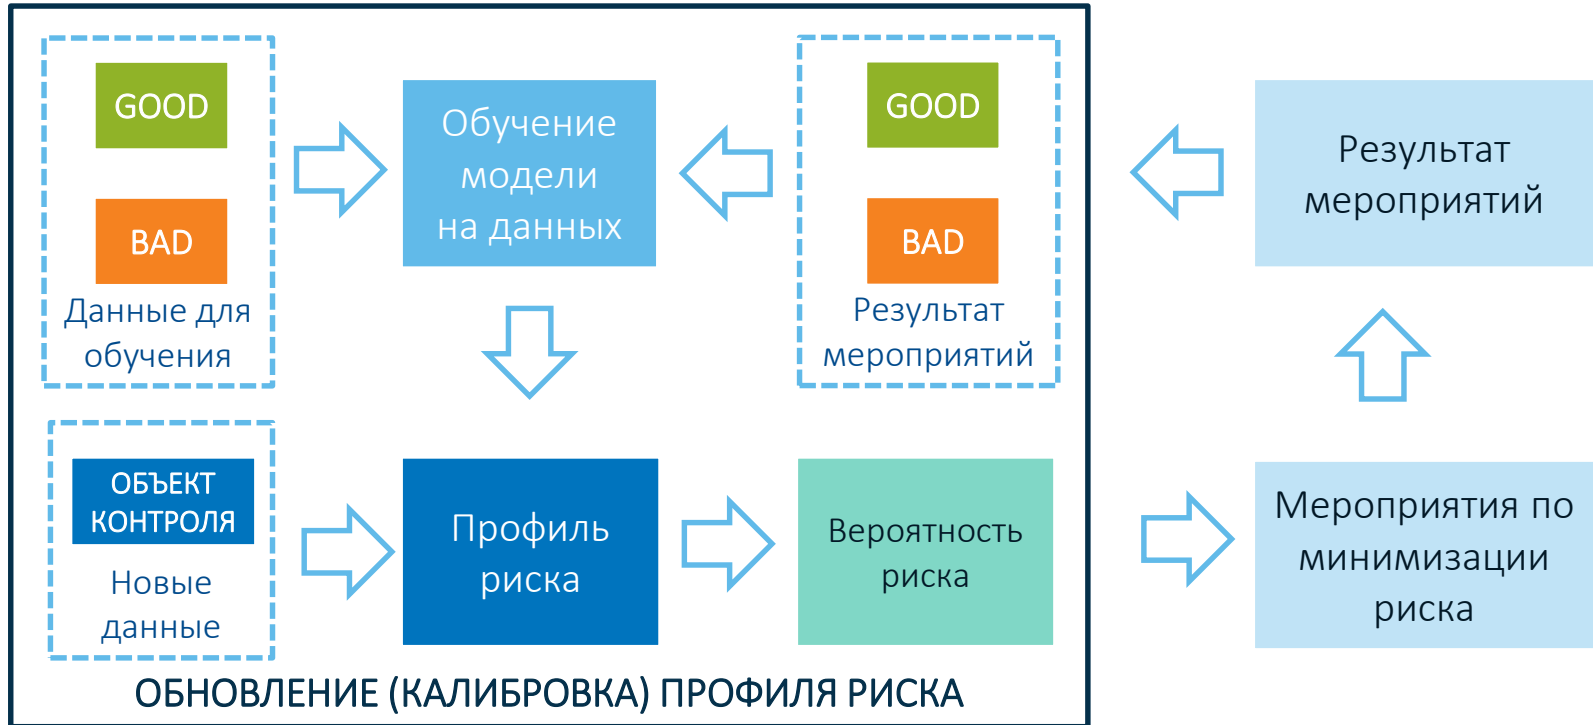 GOOD
BAD
Данные для
обучения
Обучение
модели
на данных
GOOD
BAD
Результат
мероприятий
Результат
мероприятий
ОБЪЕКТ
КОНТРОЛЯ
Новые
данные
Профиль
риска
Вероятность
риска
Мероприятия по
минимизации
риска
ОБНОВЛЕНИЕ (КАЛИБРОВКА) ПРОФИЛЯ РИСКА